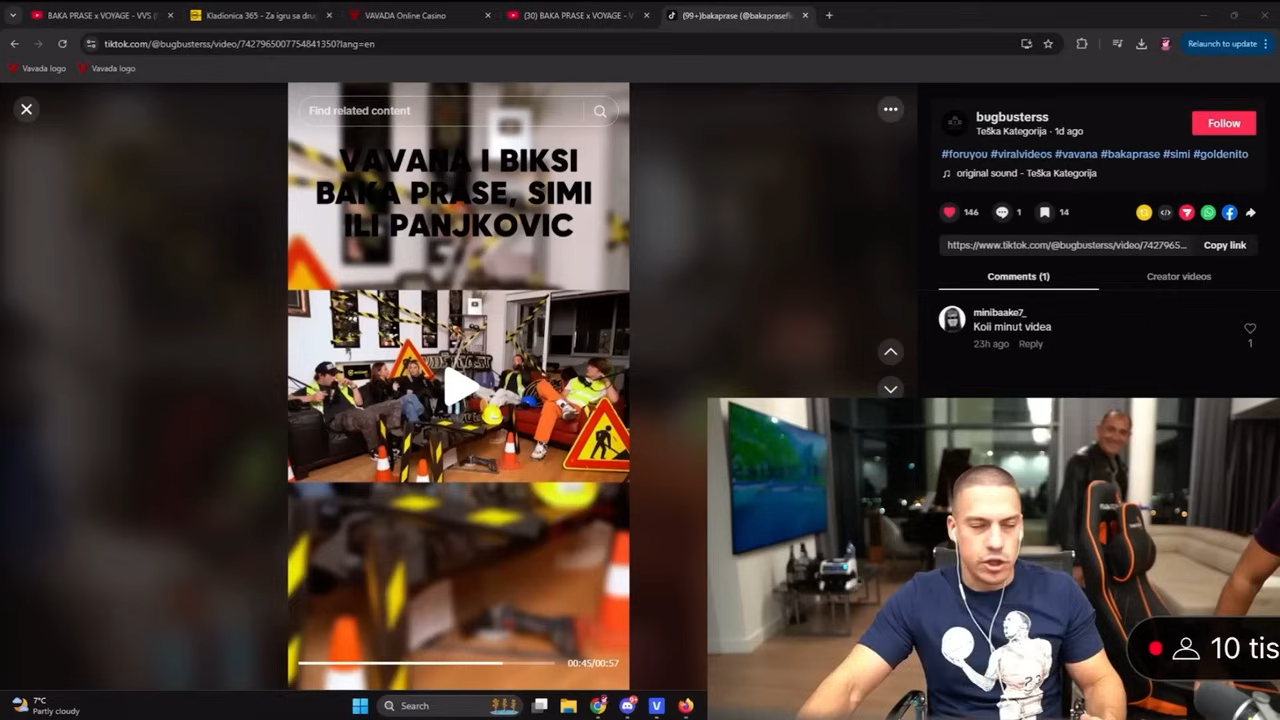 BAKA PRASE x VOYAGE - VVS
Kladionica 365 - Za igru sa dru
VAVADA Online Casino
(30) BAKA PRASE x VOYAGE - V
(99+)bakaprase (@bakaprasefl
tiktok.com/@bugbusterss/video/7427965007754841350?lang=en
Relaunch to update
Vavada logo
Vavada logo
Find related content
VAVANA I BIKSI
BAKA PRASE, SIMI
ILI PANJKOVIC
00:45/00:57
bugbusterss
Teška Kategorija · 1d ago
Follow
#foryou #viralvideos #vavana #bakaprase #simi #goldenito
original sound - Teška Kategorija
146
1
14
https://www.tiktok.com/@bugbusterss/video/7427965...
Copy link
Comments (1)
Creator videos
minibaake7_
Koii minut videa
23h ago Reply
1
10 tis
7°C
Partly cloudy
Search